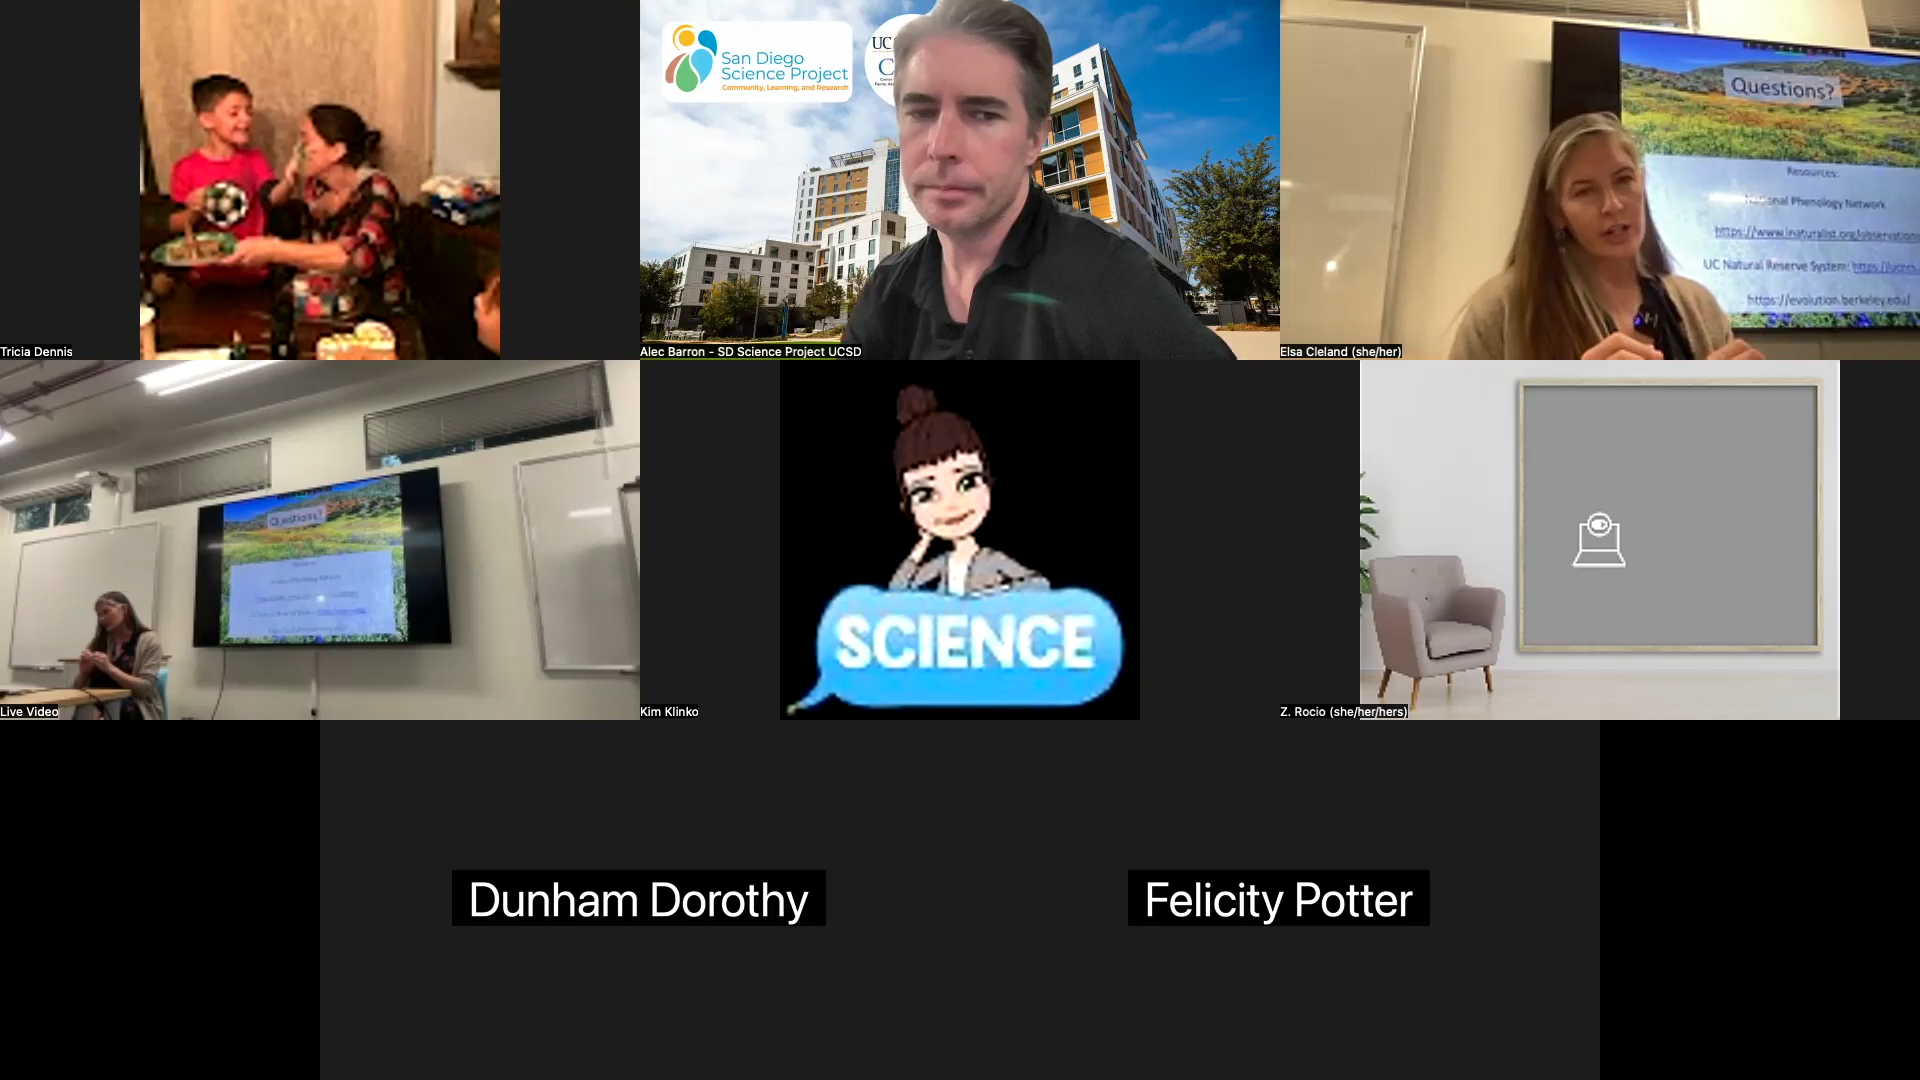 San Diego
Science Project
Community, Learning, and Research
UC
C
Questions?
Resources:
National Phenology Network
https://www.inaturalist.org/observations
UC Natural Reserve System: https://ucnrs.
https://evolution.berkeley.edu/
Tricia Dennis
Alec Barron - SD Science Project UCSD
Elsa Cleland (she/her)
Questions?
SCIENCE
Live Video
Kim Klinko
Z. Rocio (she/her/hers)
Dunham Dorothy
Felicity Potter